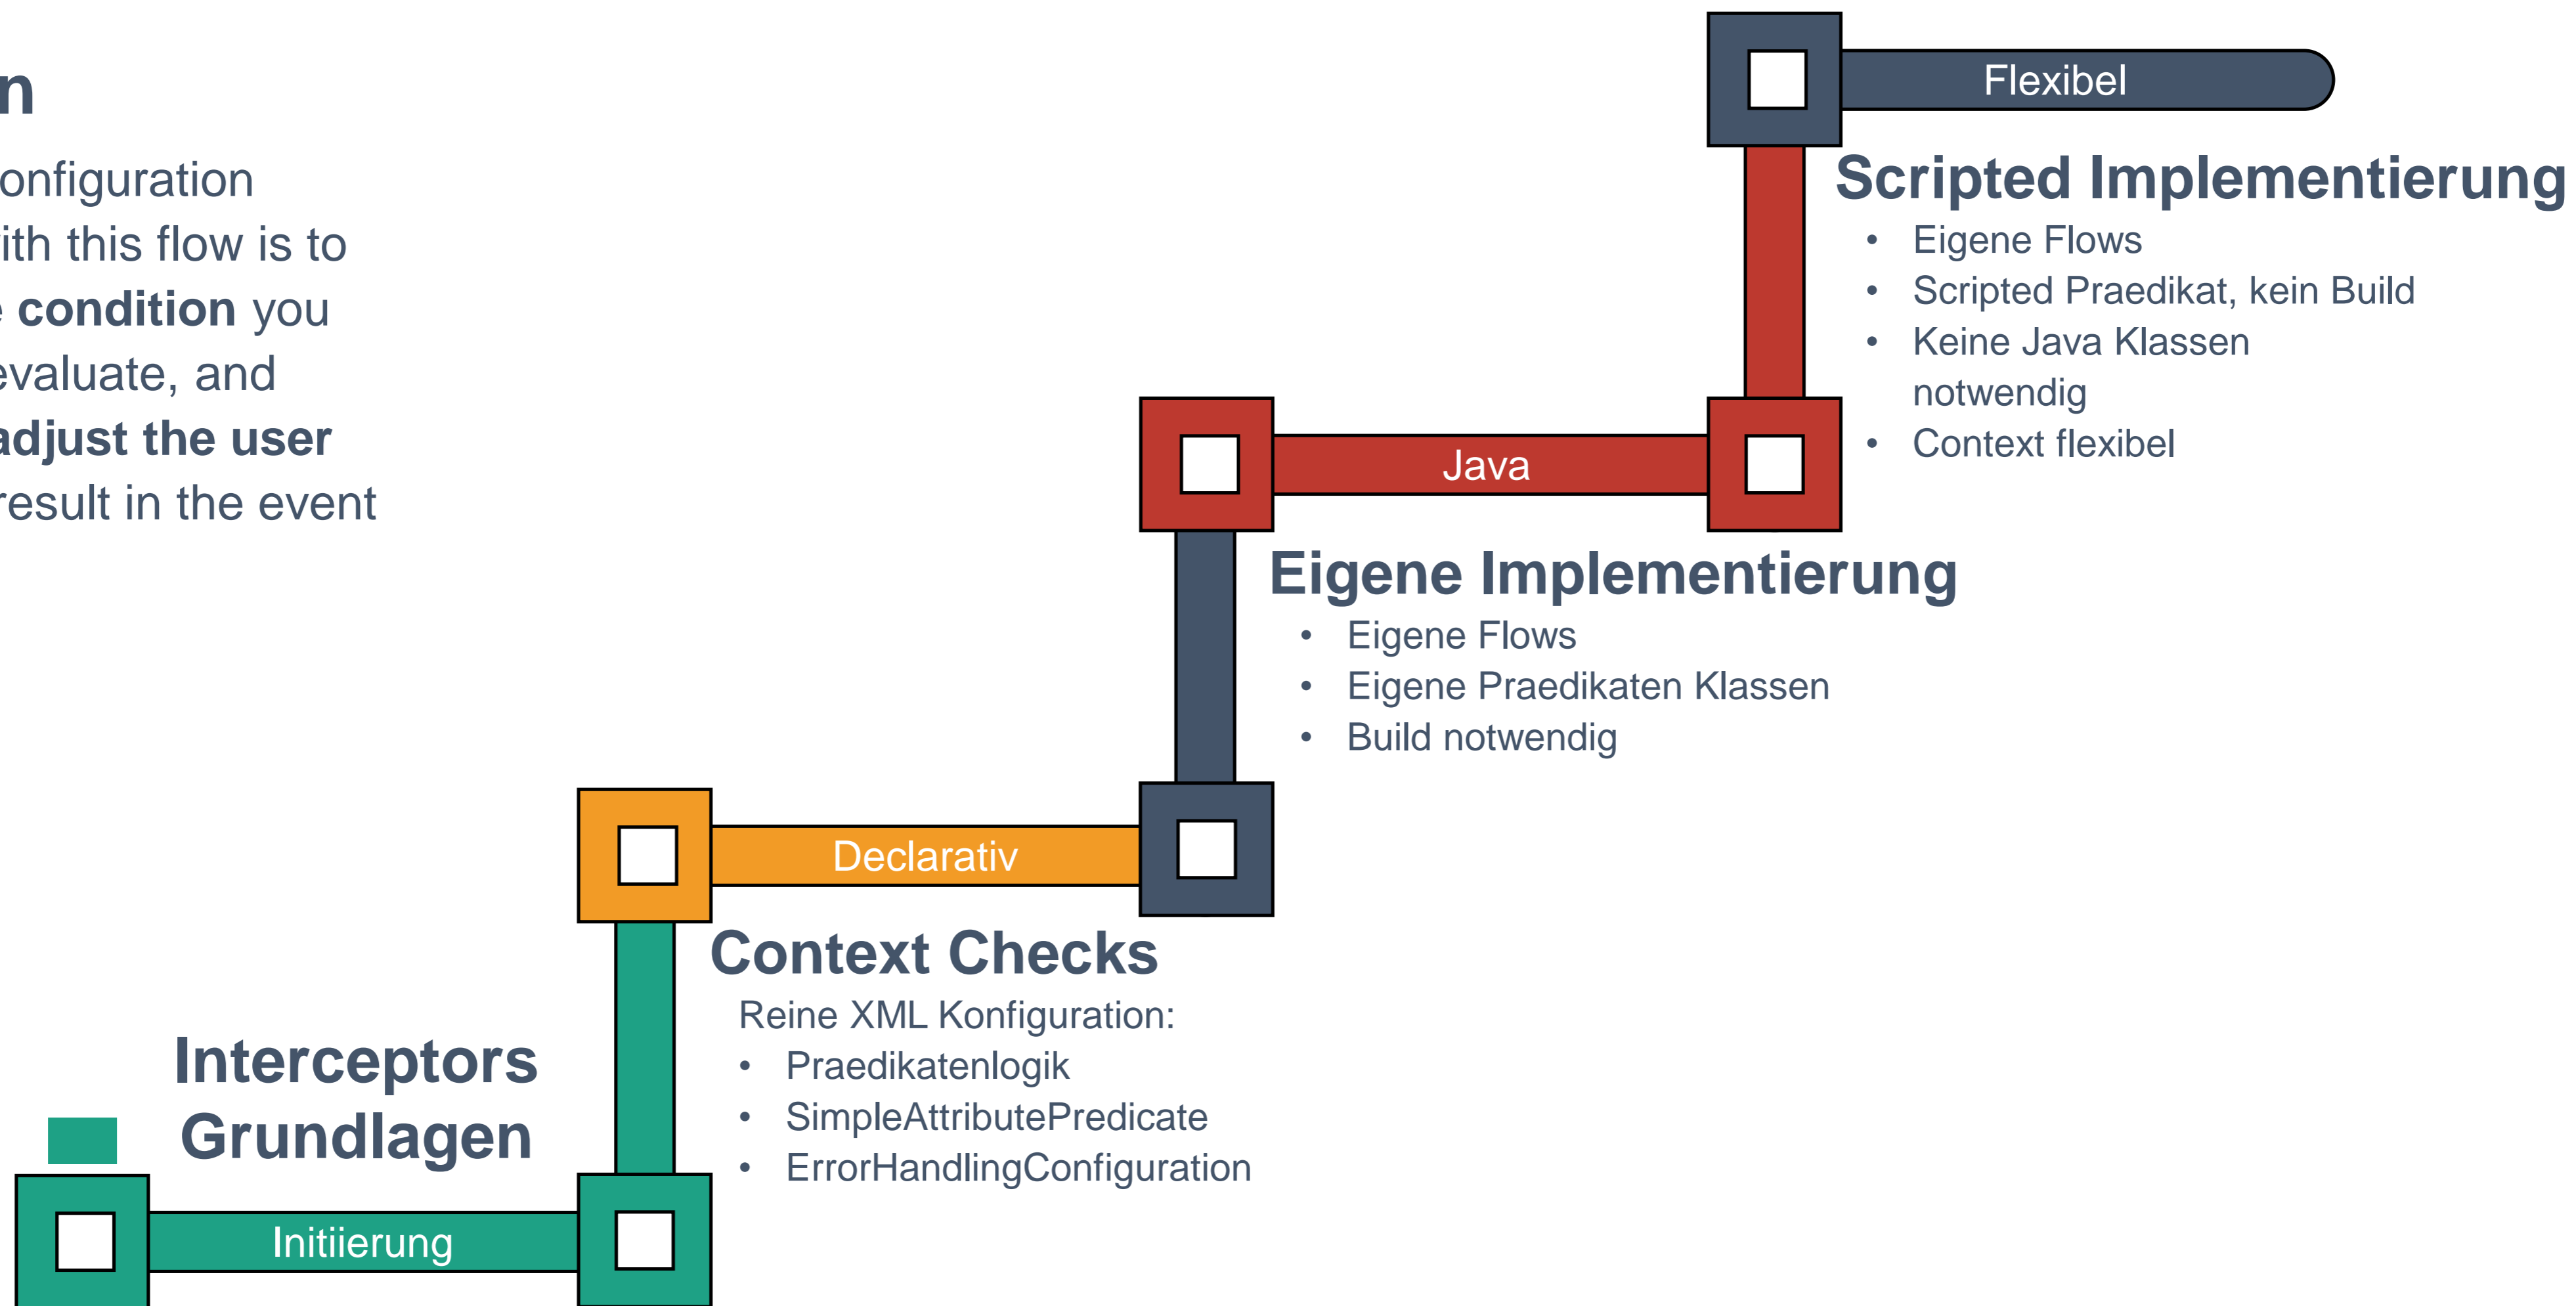 n
onfiguration
ith this flow is to
condition you
evaluate, and
adjust the user
result in the event
Flexibel
Scripted Implementierung
• Eigene Flows
• Scripted Praedikat, kein Build
• Keine Java Klassen
notwendig
• Context flexibel
Java
Eigene Implementierung
• Eigene Flows
• Eigene Praedikaten Klassen
• Build notwendig
Declarativ
Context Checks
Reine XML Konfiguration:
• Praedikatenlogik
• SimpleAttributePredicate
• ErrorHandlingConfiguration
Interceptors
Grundlagen
Initiierung